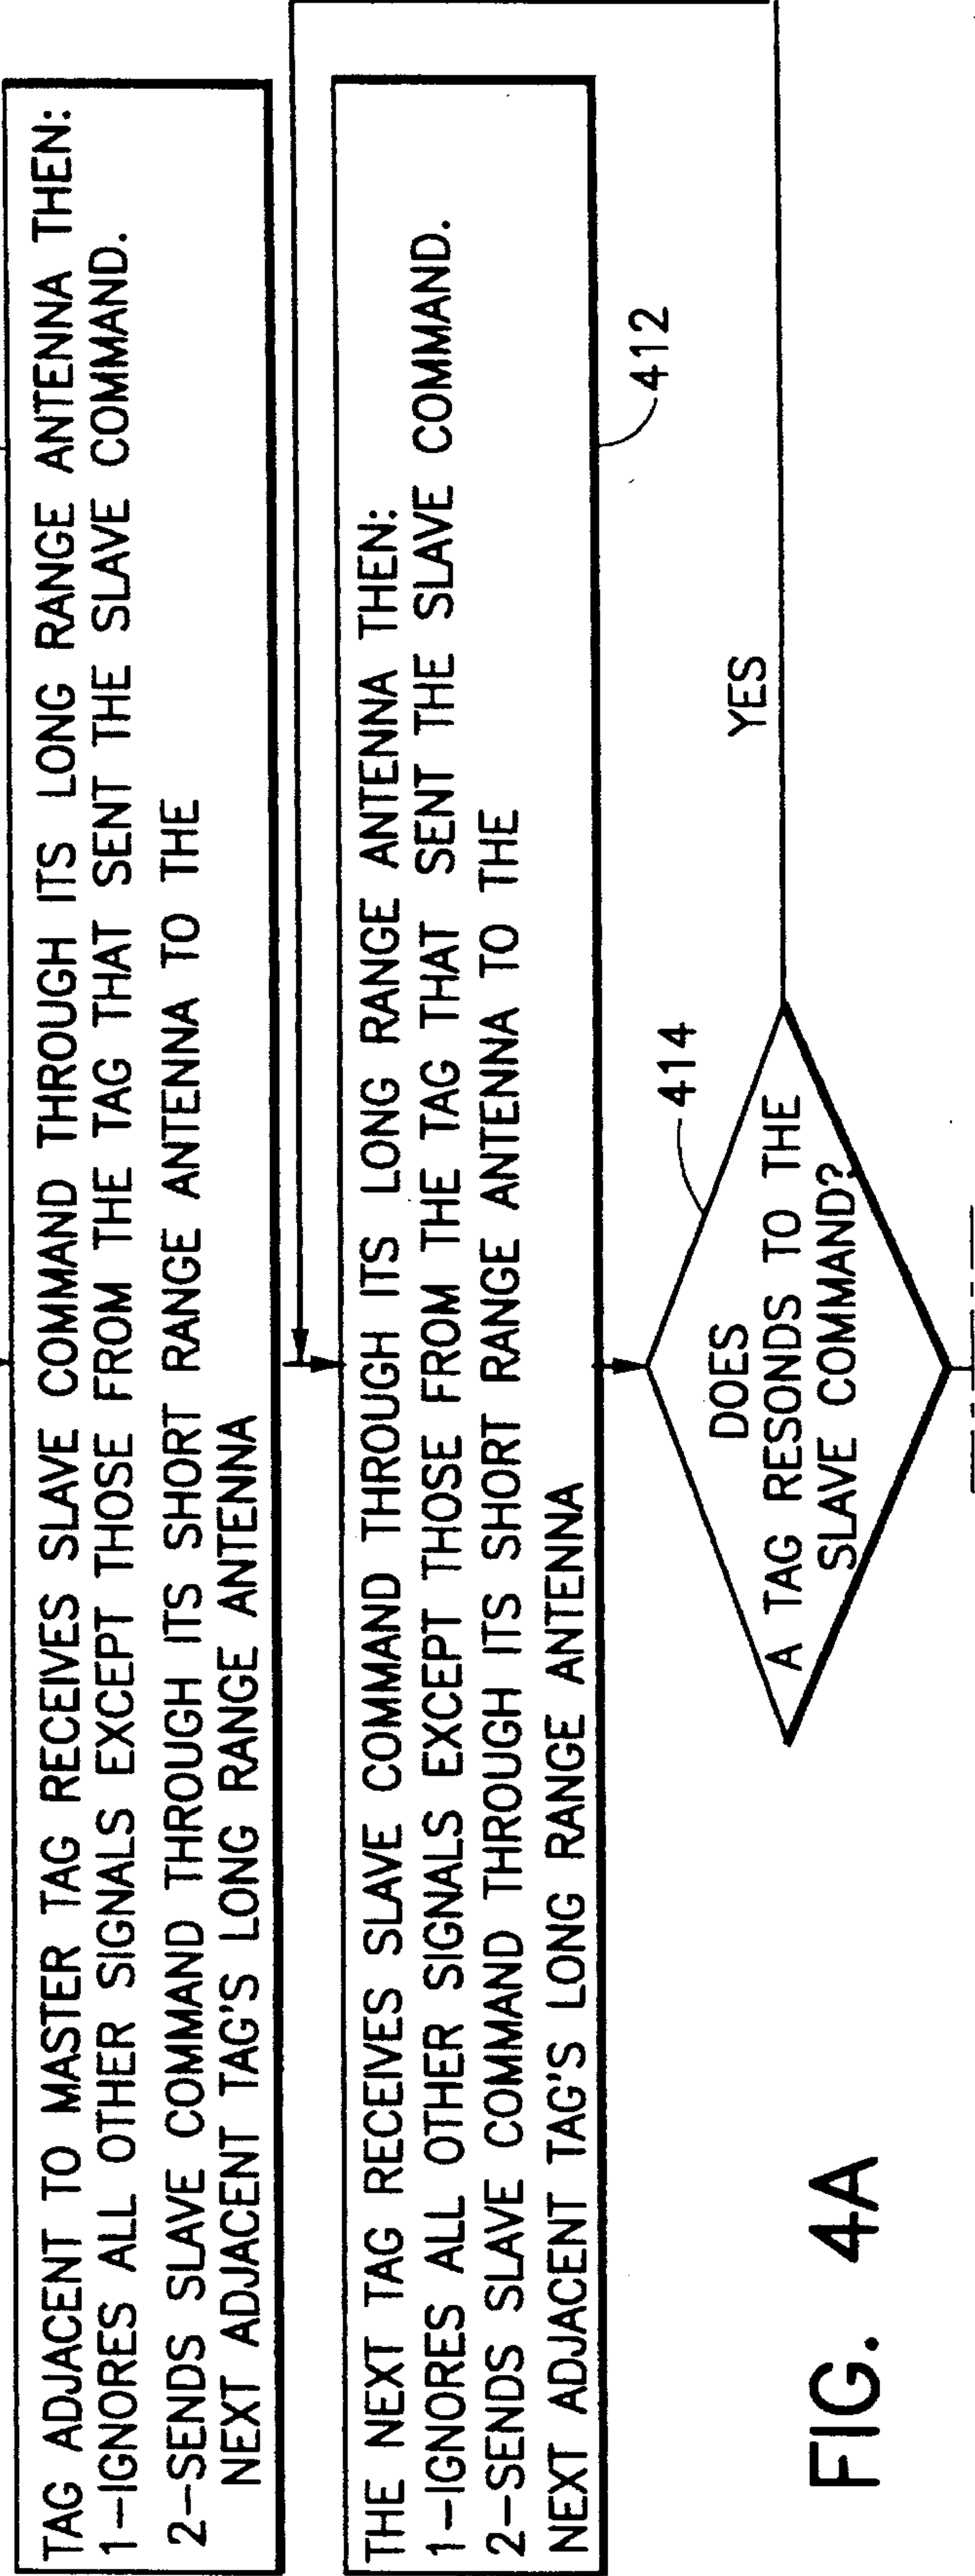 TAG ADJACENT TO MASTER TAG RECEIVES SLAVE COMMAND THROUGH ITS LONG RANGE ANTENNA THEN:
1-IGNORES ALL OTHER SIGNALS EXCEPT THOSE FROM THE TAG THAT SENT THE SLAVE COMMAND.
2-SENDS SLAVE COMMAND THROUGH ITS SHORT RANGE ANTENNA TO THE
NEXT ADJACENT TAG'S LONG RANGE ANTENNA
THE NEXT TAG RECEIVES SLAVE COMMAND THROUGH ITS LONG RANGE ANTENNA THEN:
1-IGNORES ALL OTHER SIGNALS EXCEPT THOSE FROM THE TAG THAT SENT THE SLAVE COMMAND.
2-SENDS SLAVE COMMAND THROUGH ITS SHORT RANGE ANTENNA TO THE
NEXT ADJACENT TAG'S LONG RANGE ANTENNA
412
414
DOES
A TAG RESONDS TO THE
SLAVE COMMAND?
YES
FIG. 4A